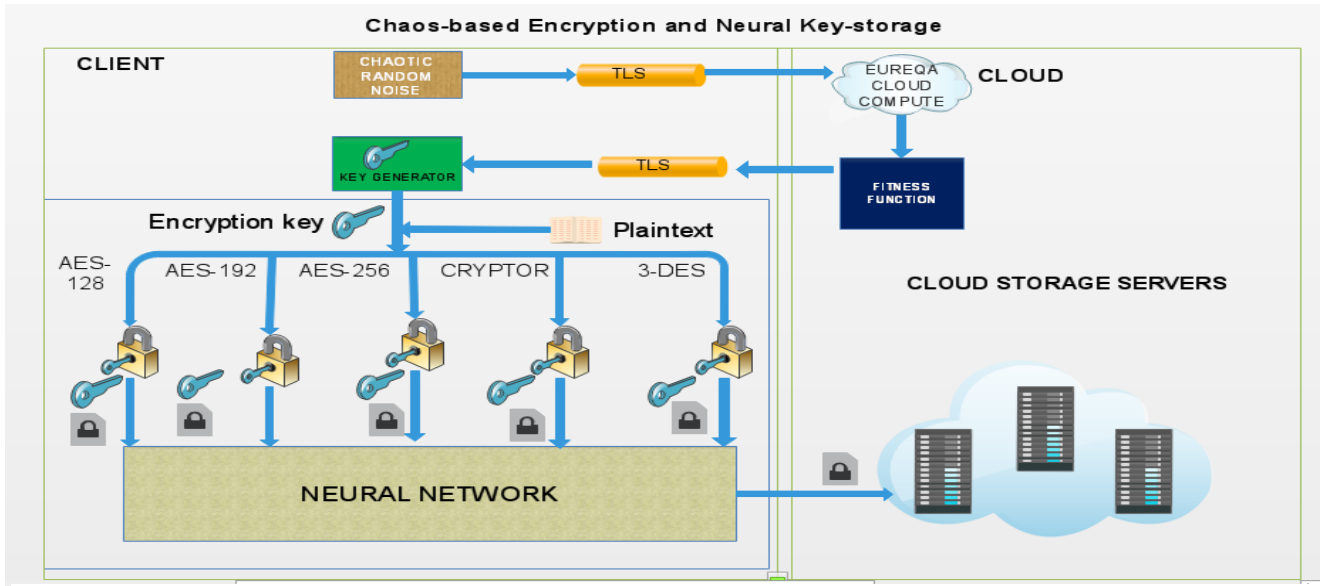 Chaos-based Encryption and Neural Key-storage
CLIENT
CHAOTIC
RANDOM
NOISE
TLS
EUREQA
CLOUD
COMPUTE
CLOUD
KEY GENERATOR
TLS
FITNESS
FUNCTION
Encryption key
Plaintext
AES-
128
AES-192
AES-256
CRYPTOR
3-DES
CLOUD STORAGE SERVERS
NEURAL NETWORK